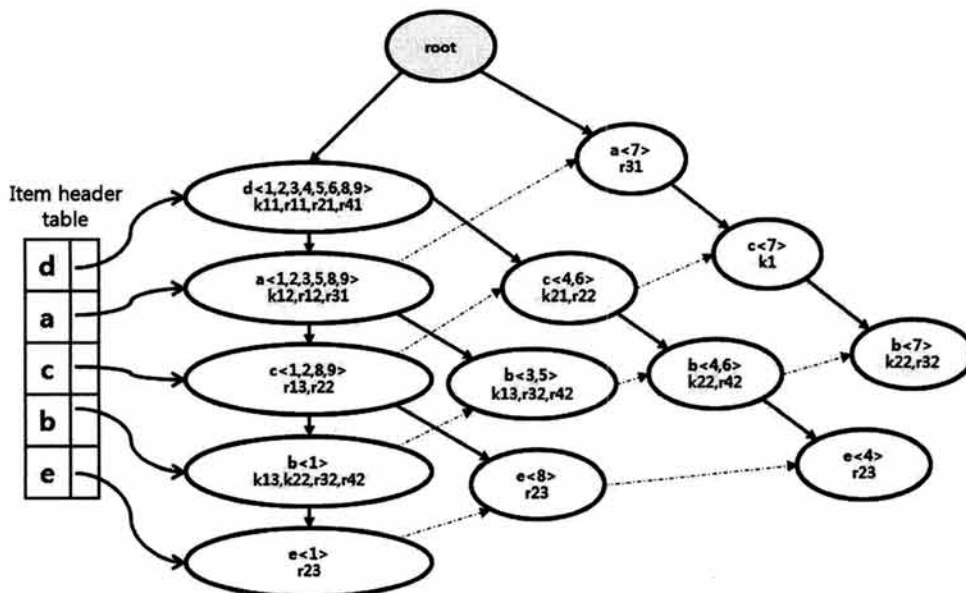 root
a<7>
r31
d<1,2,3,4,5,6,8,9>
k11,r11,r21,r41
Item header
table
d
a
c
b
e
c<7>
k1
a<1,2,3,5,8,9>
k12,r12,r31
c<4,6>
k21,r22
b<7>
k22,r32
c<1,2,8,9>
r13,r22
b<3,5>
k13,r32,r42
b<4,6>
k22,r42
b<1>
k13,k22,r32,r42
e<8>
r23
e<4>
r23
e<1>
r23